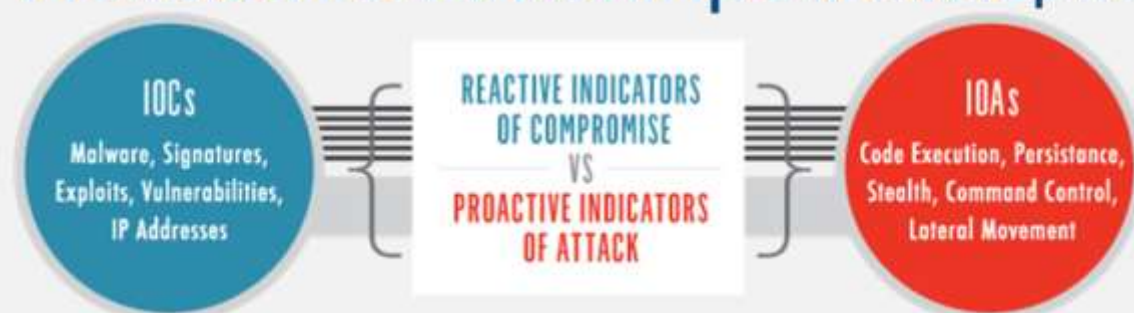 IOCs
Malware, Signatures,
Exploits, Vulnerabilities,
IP Addresses
REACTIVE INDICATORS
OF COMPROMISE
VS
PROACTIVE INDICATORS
OF ATTACK
IOAs
Code Execution, Persistance,
Stealth, Command Control,
Lateral Movement